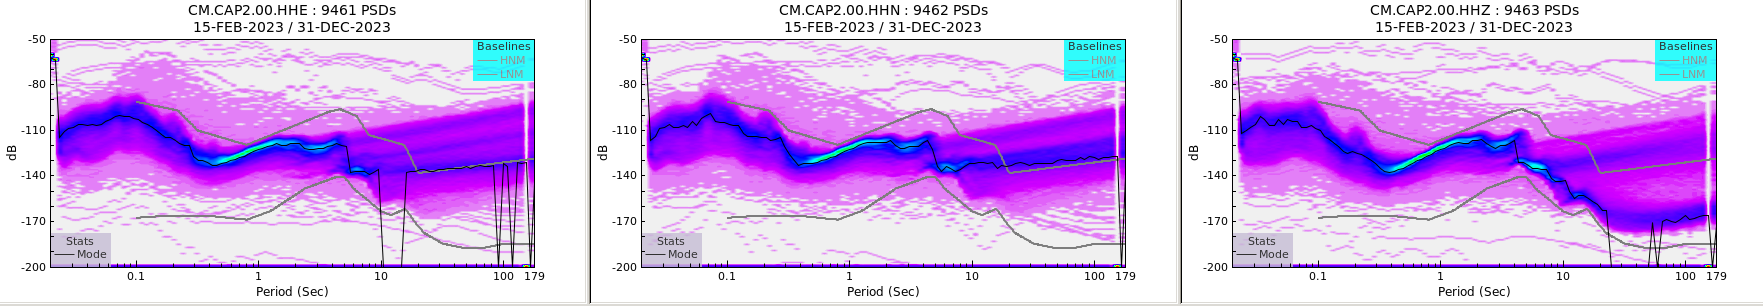 CM.CAP2.00.HHE : 9461 PSDs
15-FEB-2023 / 31-DEC-2023
-50
-80
-110
-140
-170
-200
dB
Baselines
HNM
LNM
Stats
Mode
0.1
1
10
100
179
Period (Sec)
CM.CAP2.00.HHN : 9462 PSDs
15-FEB-2023 / 31-DEC-2023
-50
-80
-110
-140
-170
-200
dB
Baselines
HNM
LNM
Stats
Mode
0.1
1
10
100
179
Period (Sec)
CM.CAP2.00.HHZ : 9463 PSDs
15-FEB-2023 / 31-DEC-2023
-50
-80
-110
-140
-170
-200
dB
Baselines
HNM
LNM
Stats
Mode
0.1
1
10
100
179
Period (Sec)